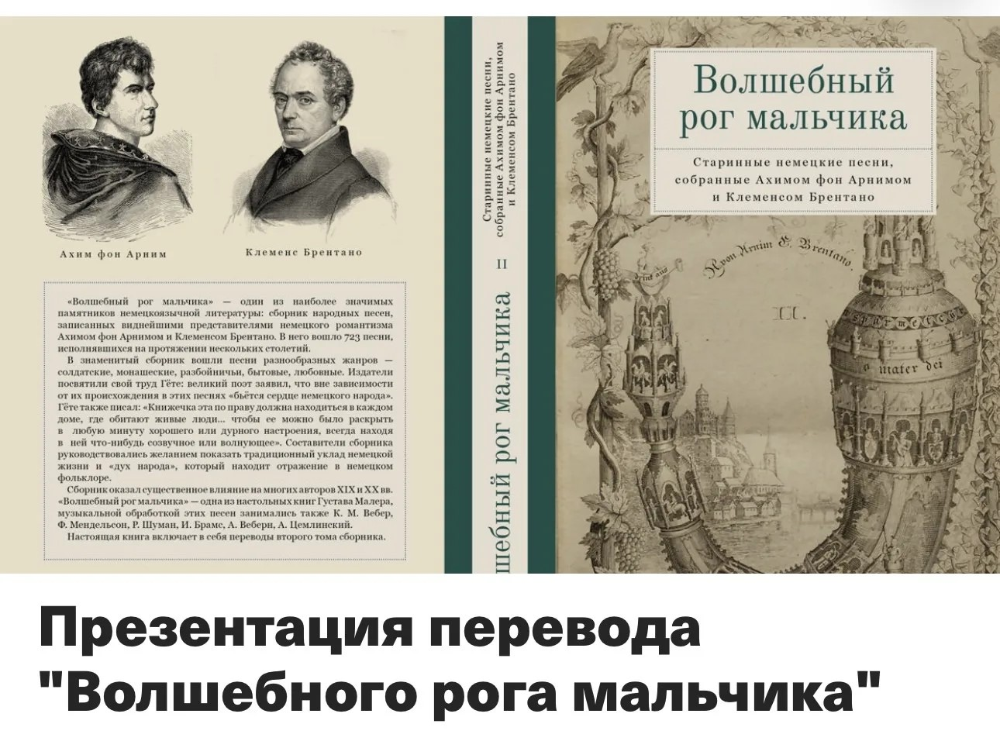 Ахим фон Арним
Клеменс Брентано
«Волшебный рог мальчика» — один из наиболее значимых
памятников немецкоязычной литературы: сборник народных песен,
записанных виднейшими представителями немецкого романтизма
Ахимом фон Арнимом и Клеменсом Брентано. В него вошло 723 песни,
исполнявшихся на протяжении нескольких столетий.
В знаменитый сборник вошли песни разнообразных жанров —
солдатские, монашеские, разбойничьи, бытовые, любовные. Издатели
посвятили свой труд Гёте: великий поэт заявил, что вне зависимости
от их происхождения в этих песнях «бьётся сердце немецкого народа».
Гёте также писал: «Книжечка эта по праву должна находиться в каждом
доме, где обитают живые люди... чтобы ее можно было раскрыть
в любую минуту хорошего или дурного настроения, всегда находя
в ней что-нибудь созвучное или волнующее». Составители сборника
руководствовались желанием показать традиционный уклад немецкой
жизни и «дух народа», который находит отражение в немецком
фольклоре.
Сборник оказал существенное влияние на многих авторов XIX и XX вв.
«Волшебный рог мальчика» — одна из настольных книг Густава Малера,
музыкальной обработкой этих песен занимались также К. М. Вебер,
Ф. Мендельсон, Р. Шуман, И. Брамс, А. Веберн, А. Цемлинский.
Настоящая книга включает в себя переводы второго тома сборника.
Старинные немецкие песни,
собранные Ахимом фон Арнимом
и Клеменсом Брентано
II
шебный рог мальчика
Волшебный
рог мальчика
Старинные немецкие песни,
собранные Ахимом фон Арнимом
и Клеменсом Брентано
von Arnim C. Brentano.
II.
a mater dei
Презентация перевода
"Волшебного рога мальчика"